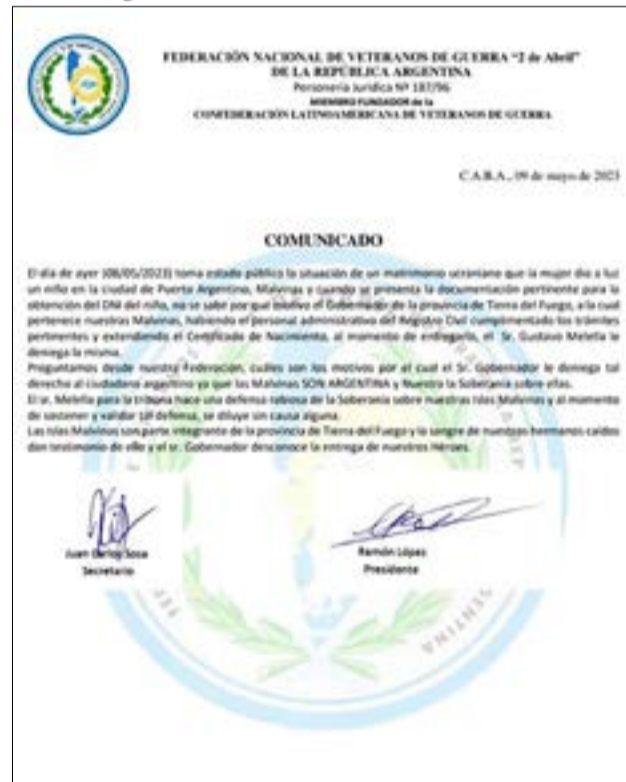 FEDERACIÓN NACIONAL DE VETERANOS DE GUERRA "2 de Abril"
DE LA REPÚBLICA ARGENTINA
Personería Jurídica Nº 187/96
MIEMBRO FUNDADOR de la
CONFEDERACIÓN LATINOAMERICANA DE VETERANOS DE GUERRA
C.A.B.A., 09 de mayo de 2023
COMUNICADO
El día de ayer (08/05/2023) toma estado público la situación de un matrimonio ucraniano que la mujer dio a luz
un niño en la ciudad de Puerto Argentino, Malvinas y cuando se presenta la documentación pertinente para la
obtención del DNI del niño, no se sabe por qué motivo el Gobernador de la provincia de Tierra del Fuego, a la cual
pertenece nuestras Malvinas, habiendo el personal administrativo del Registro Civil cumplimentado los trámites
pertinentes y extendiendo el Certificado de Nacimiento, al momento de entregarlo, el Sr. Gustavo Melella le
deniega la misma.
Preguntamos desde nuestra Federación, cuáles son los motivos por el cual el Sr. Gobernador le deniega tal
derecho al ciudadano argentino ya que las Malvinas SON ARGENTINA y Nuestra la Soberanía sobre ellas.
El sr. Melella para la tribuna hace una defensa rabiosa de la Soberanía sobre nuestras Islas Malvinas y al momento
de sostener y validar tal defensa, se diluye sin causa alguna.
Las Islas Malvinas son parte integrante de la provincia de Tierra del Fuego y la sangre de nuestros hermanos caídos
dan testimonio de ello y el sr. Gobernador desconoce la entrega de nuestros Héroes.
Juan Carlos Sosa
Secretario
Ramón López
Presidente